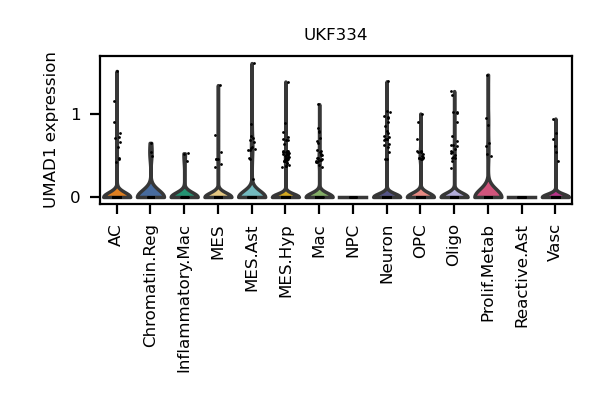 UKF334
UMAD1 expression
1
0
AC
Chromatin.Reg
Inflammatory.Mac
MES
MES.Ast
MES.Hyp
Mac
NPC
Neuron
OPC
Oligo
Prolif.Metab
Reactive.Ast
Vasc